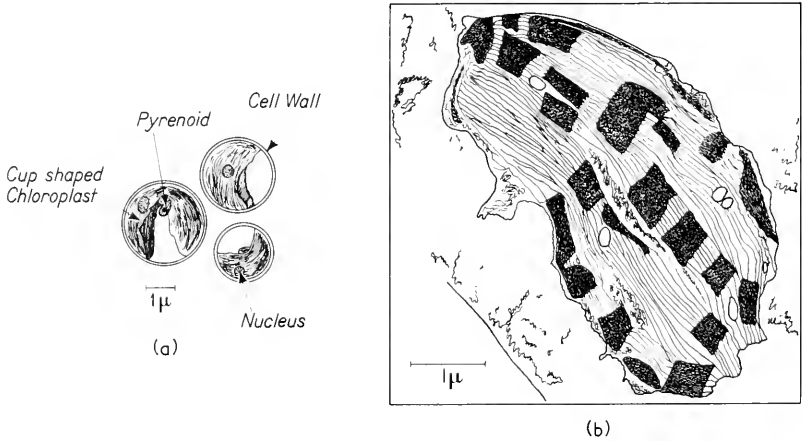 Cell Wall
Pyrenoid
Cup shaped
Chloroplast
1μ
Nucleus
(a)
1μ
(b)